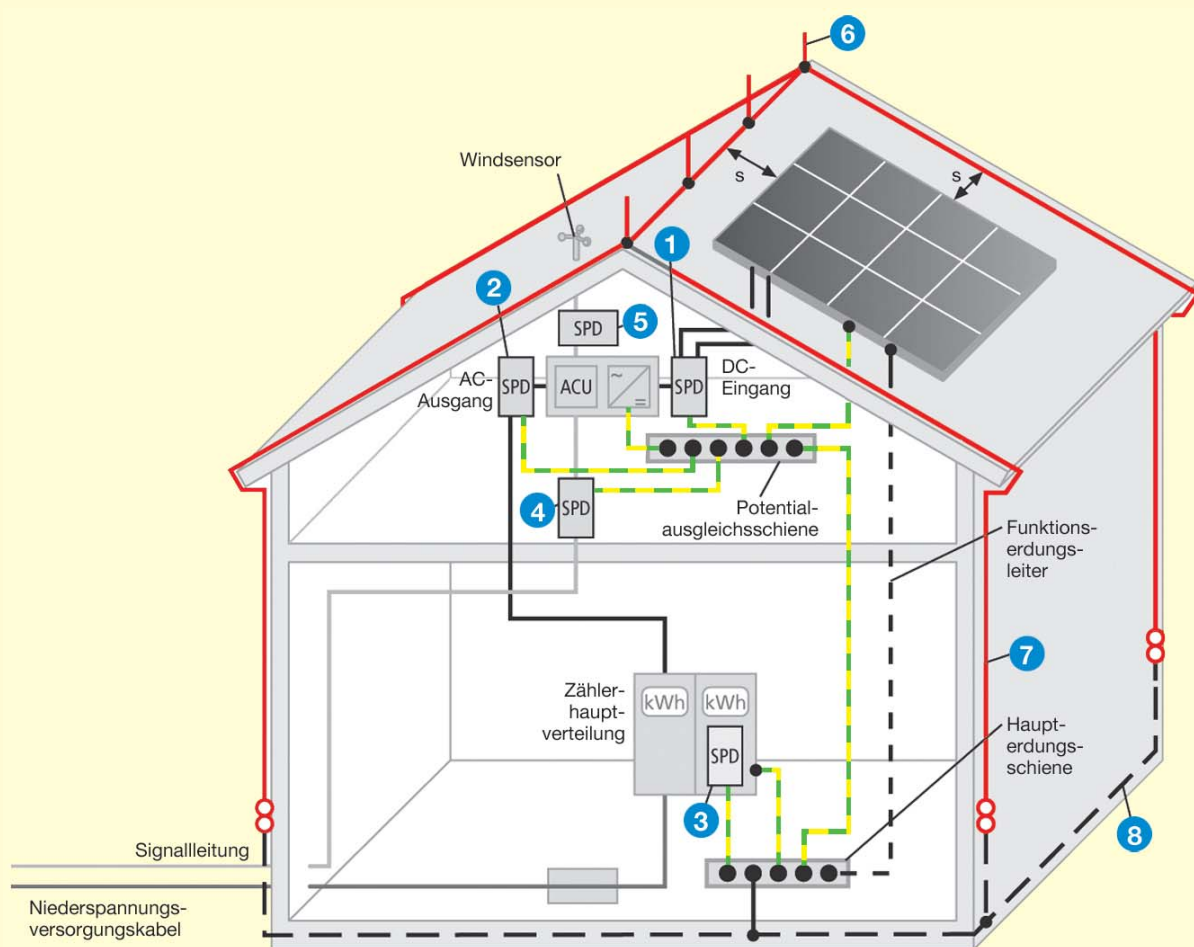 6
Windsensor
s
s
1
2
SPD
5
AC-
Ausgang
SPD
ACU
~
=
SPD
DC-
Eingang
4
SPD
Potential-
ausgleichsschiene
Funktions-
erdungs-
leiter
7
Zähler-
haupt-
verteilung
kWh
kWh
SPD
3
Haupt-
erdungs-
schiene
8
Signalleitung
Niederspannungs-
versorgungskabel